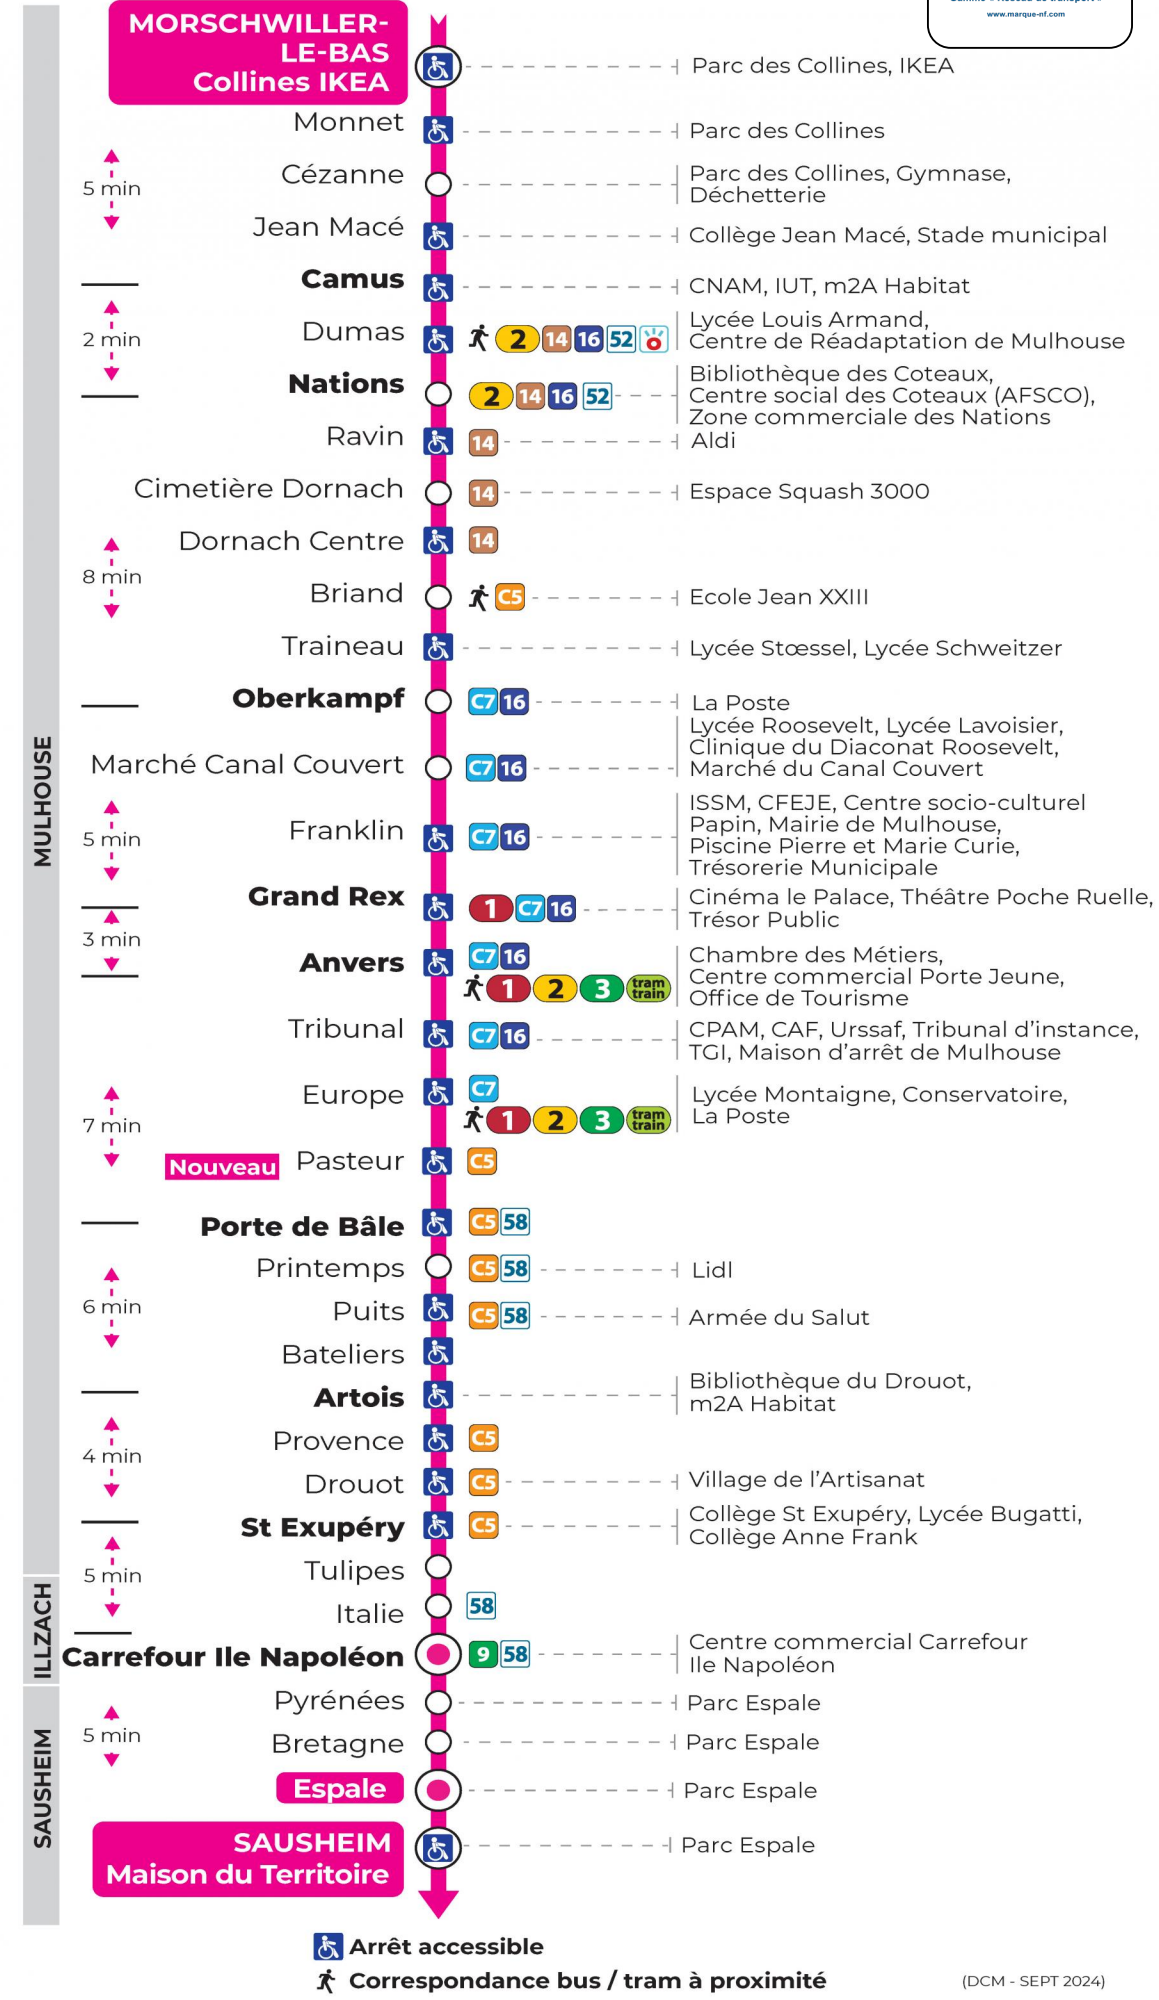 www.marque-nf.com
MORSCHWILLER-
LE-BAS
Collines IKEA
Parc des Collines, IKEA
Monnet
Parc des Collines
5 min
Cézanne
Parc des Collines, Gymnase,
Déchetterie
Jean Macé
Collège Jean Macé, Stade municipal
Camus
CNAM, IUT, m2A Habitat
2 min
Dumas
2 14 16 52
Lycée Louis Armand,
Centre de Réadaptation de Mulhouse
Nations
2 14 16 52
Bibliothèque des Coteaux,
Centre social des Coteaux (AFSCO),
Zone commerciale des Nations
Ravin
14
Aldi
Cimetière Dornach
14
Espace Squash 3000
Dornach Centre
14
8 min
Briand
C5
Ecole Jean XXIII
Traineau
Lycée Stœssel, Lycée Schweitzer
Oberkampf
C7 16
La Poste
MULHOUSE
Marché Canal Couvert
C7 16
Lycée Roosevelt, Lycée Lavoisier,
Clinique du Diaconat Roosevelt,
Marché du Canal Couvert
5 min
Franklin
C7 16
ISSM, CFEJE, Centre socio-culturel
Papin, Mairie de Mulhouse,
Piscine Pierre et Marie Curie,
Trésorerie Municipale
Grand Rex
1 C7 16
Cinéma le Palace, Théâtre Poche Ruelle,
Trésor Public
3 min
Anvers
C7 16
1 2 3 tram
train
Chambre des Métiers,
Centre commercial Porte Jeune,
Office de Tourisme
Tribunal
C7 16
CPAM, CAF, Urssaf, Tribunal d’instance,
TGI, Maison d’arrêt de Mulhouse
7 min
Europe
C7
1 2 3 tram
train
Lycée Montaigne, Conservatoire,
La Poste
Nouveau Pasteur
C5
Porte de Bâle
C5 58
Printemps
C5 58
Lidl
6 min
Puits
C5 58
Armée du Salut
Bateliers
Artois
Bibliothèque du Drouot,
m2A Habitat
Provence
C5
4 min
Drouot
C5
Village de l’Artisanat
St Exupéry
C5
Collège St Exupéry, Lycée Bugatti,
Collège Anne Frank
5 min
Tulipes
Italie
58
ILLZACH
Carrefour Ile Napoléon
9 58
Centre commercial Carrefour
Ile Napoléon
Pyrénées
Parc Espale
5 min
Bretagne
Parc Espale
SAUSHEIM
Espale
Parc Espale
SAUSHEIM
Maison du Territoire
Parc Espale
Arrêt accessible
Correspondance bus / tram à proximité
(DCM - SEPT 2024)